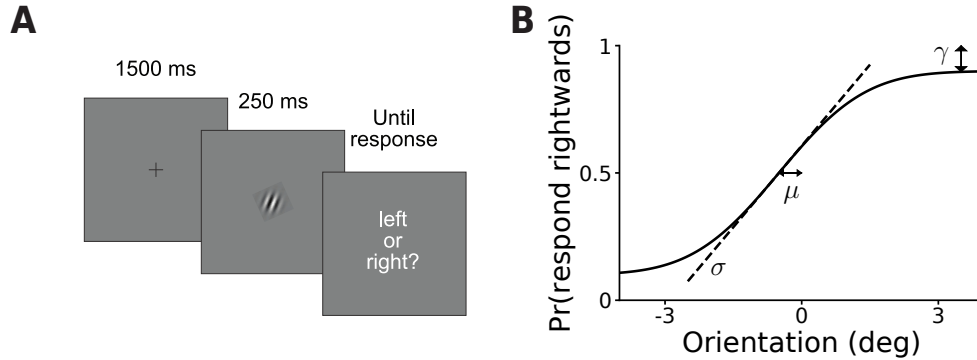 A
1500 ms
250 ms
Until
response
left
or
right?
B
Pr(respond rightwards)
1
0.5
0
γ
μ
σ
-3
0
3
Orientation (deg)